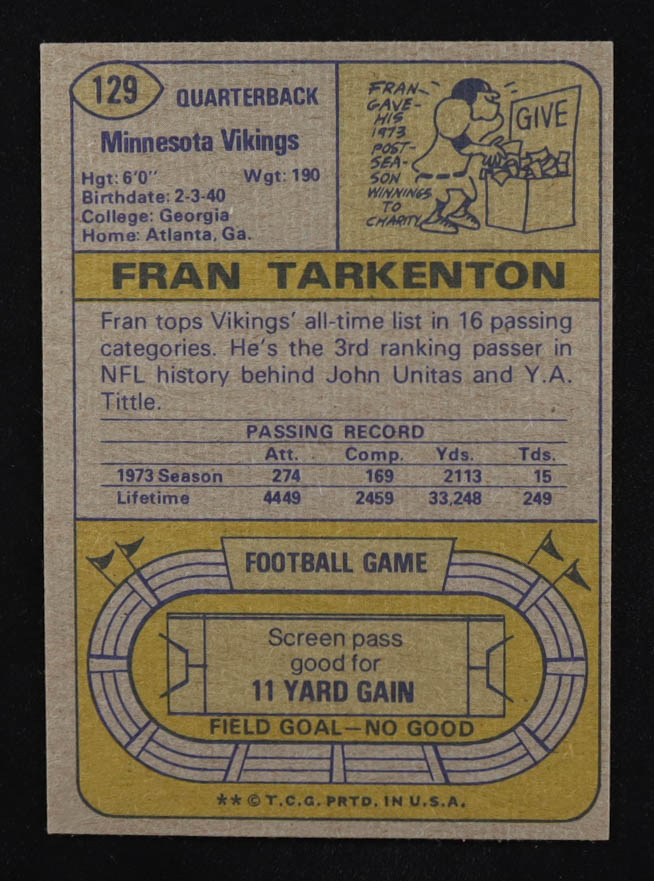 129
QUARTERBACK
Minnesota Vikings
Hgt: 6'0" Wgt: 190
Birthdate: 2-3-40
College: Georgia
Home: Atlanta, Ga.
FRAN
GAVE
HIS
1973
POST-
SEA-
SON
WINNINGS
TO
CHARITY
GIVE
FRAN TARKENTON
Fran tops Vikings' all-time list in 16 passing
categories. He's the 3rd ranking passer in
NFL history behind John Unitas and Y.A.
Tittle.
PASSING RECORD
Att. Comp. Yds. Tds.
1973 Season 274 169 2113 15
Lifetime 4449 2459 33,248 249
FOOTBALL GAME
Screen pass
good for
11 YARD GAIN
FIELD GOAL—NO GOOD
** © T.C.G. PRTD. IN U.S.A.